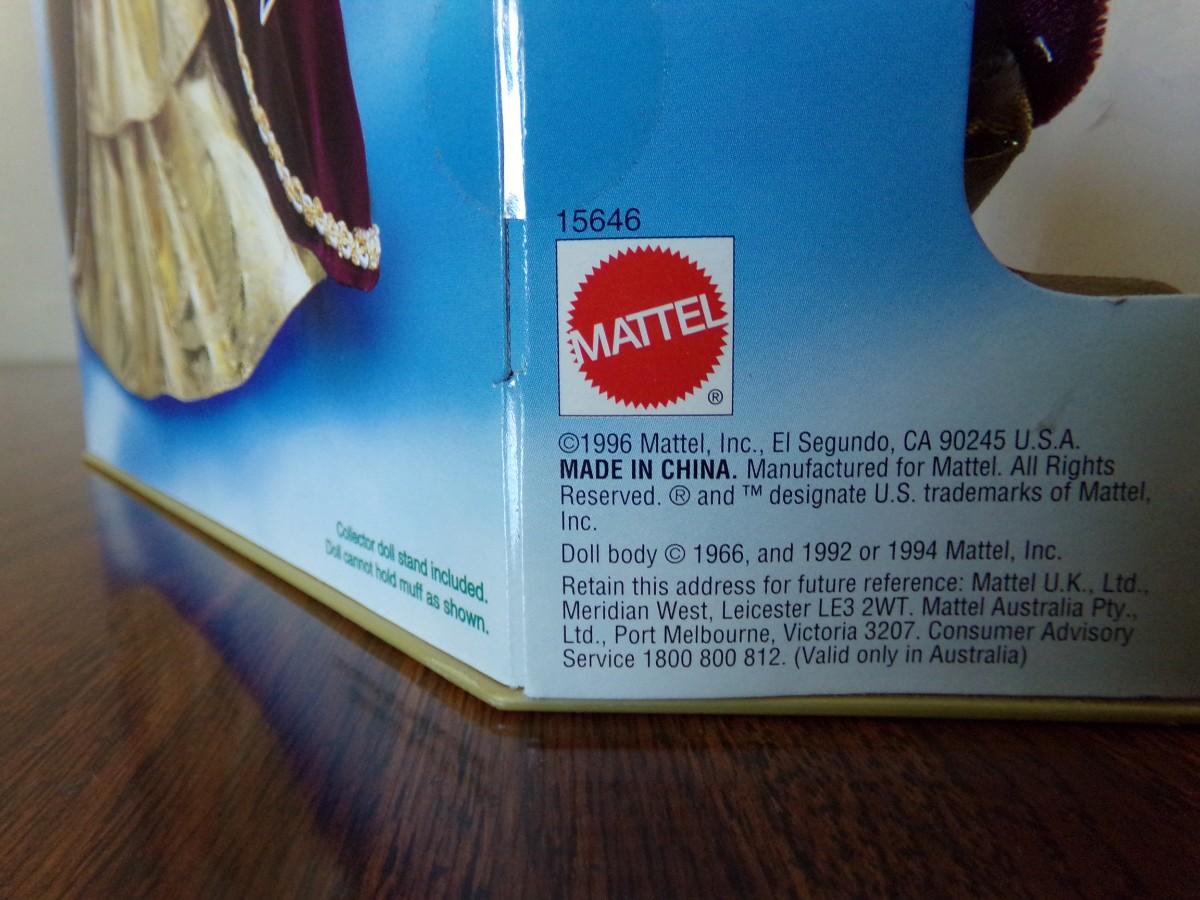 15646
MATTEL
®
©1996 Mattel, Inc., El Segundo, CA 90245 U.S.A.
MADE IN CHINA. Manufactured for Mattel. All Rights
Reserved. ® and ™ designate U.S. trademarks of Mattel,
Inc.
Doll body © 1966, and 1992 or 1994 Mattel, Inc.
Retain this address for future reference: Mattel U.K., Ltd.,
Meridian West, Leicester LE3 2WT. Mattel Australia Pty.,
Ltd., Port Melbourne, Victoria 3207. Consumer Advisory
Service 1800 800 812. (Valid only in Australia)
Collector doll stand included.
Doll cannot hold muff as shown.